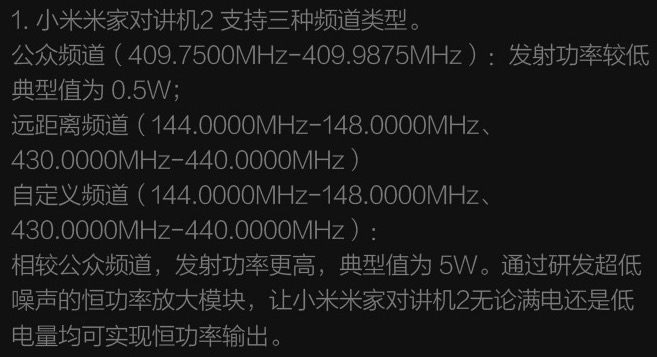 1. 小米米家对讲机2 支持三种频道类型。
公众频道（409.7500MHz-409.9875MHz）：发射功率较低
典型值为 0.5W；
远距离频道（144.0000MHz-148.0000MHz、
430.0000MHz-440.0000MHz）
自定义频道（144.0000MHz-148.0000MHz、
430.0000MHz-440.0000MHz）：
相较公众频道，发射功率更高，典型值为 5W。通过研发超低
噪声的恒功率放大模块，让小米米家对讲机2无论满电还是低
电量均可实现恒功率输出。